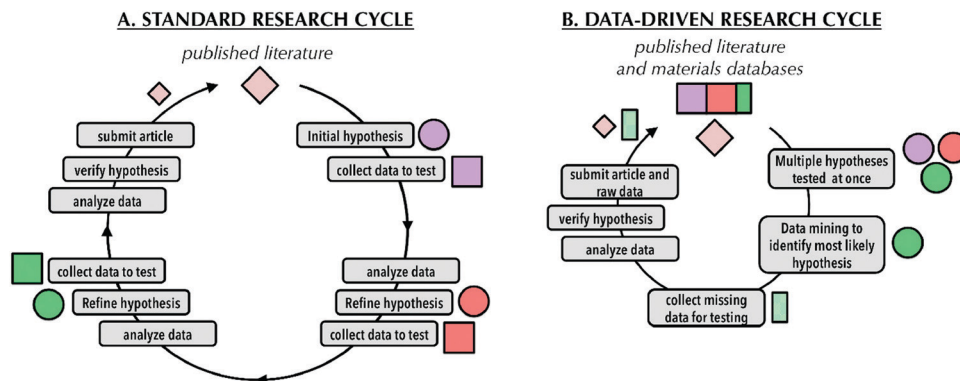 A. STANDARD RESEARCH CYCLE
published literature
Initial hypothesis
collect data to test
analyze data
Refine hypothesis
collect data to test
analyze data
Refine hypothesis
collect data to test
analyze data
verify hypothesis
submit article
B. DATA-DRIVEN RESEARCH CYCLE
published literature
and materials databases
Multiple hypotheses
tested at once
Data mining to
identify most likely
hypothesis
collect missing
data for testing
analyze data
verify hypothesis
submit article and
raw data